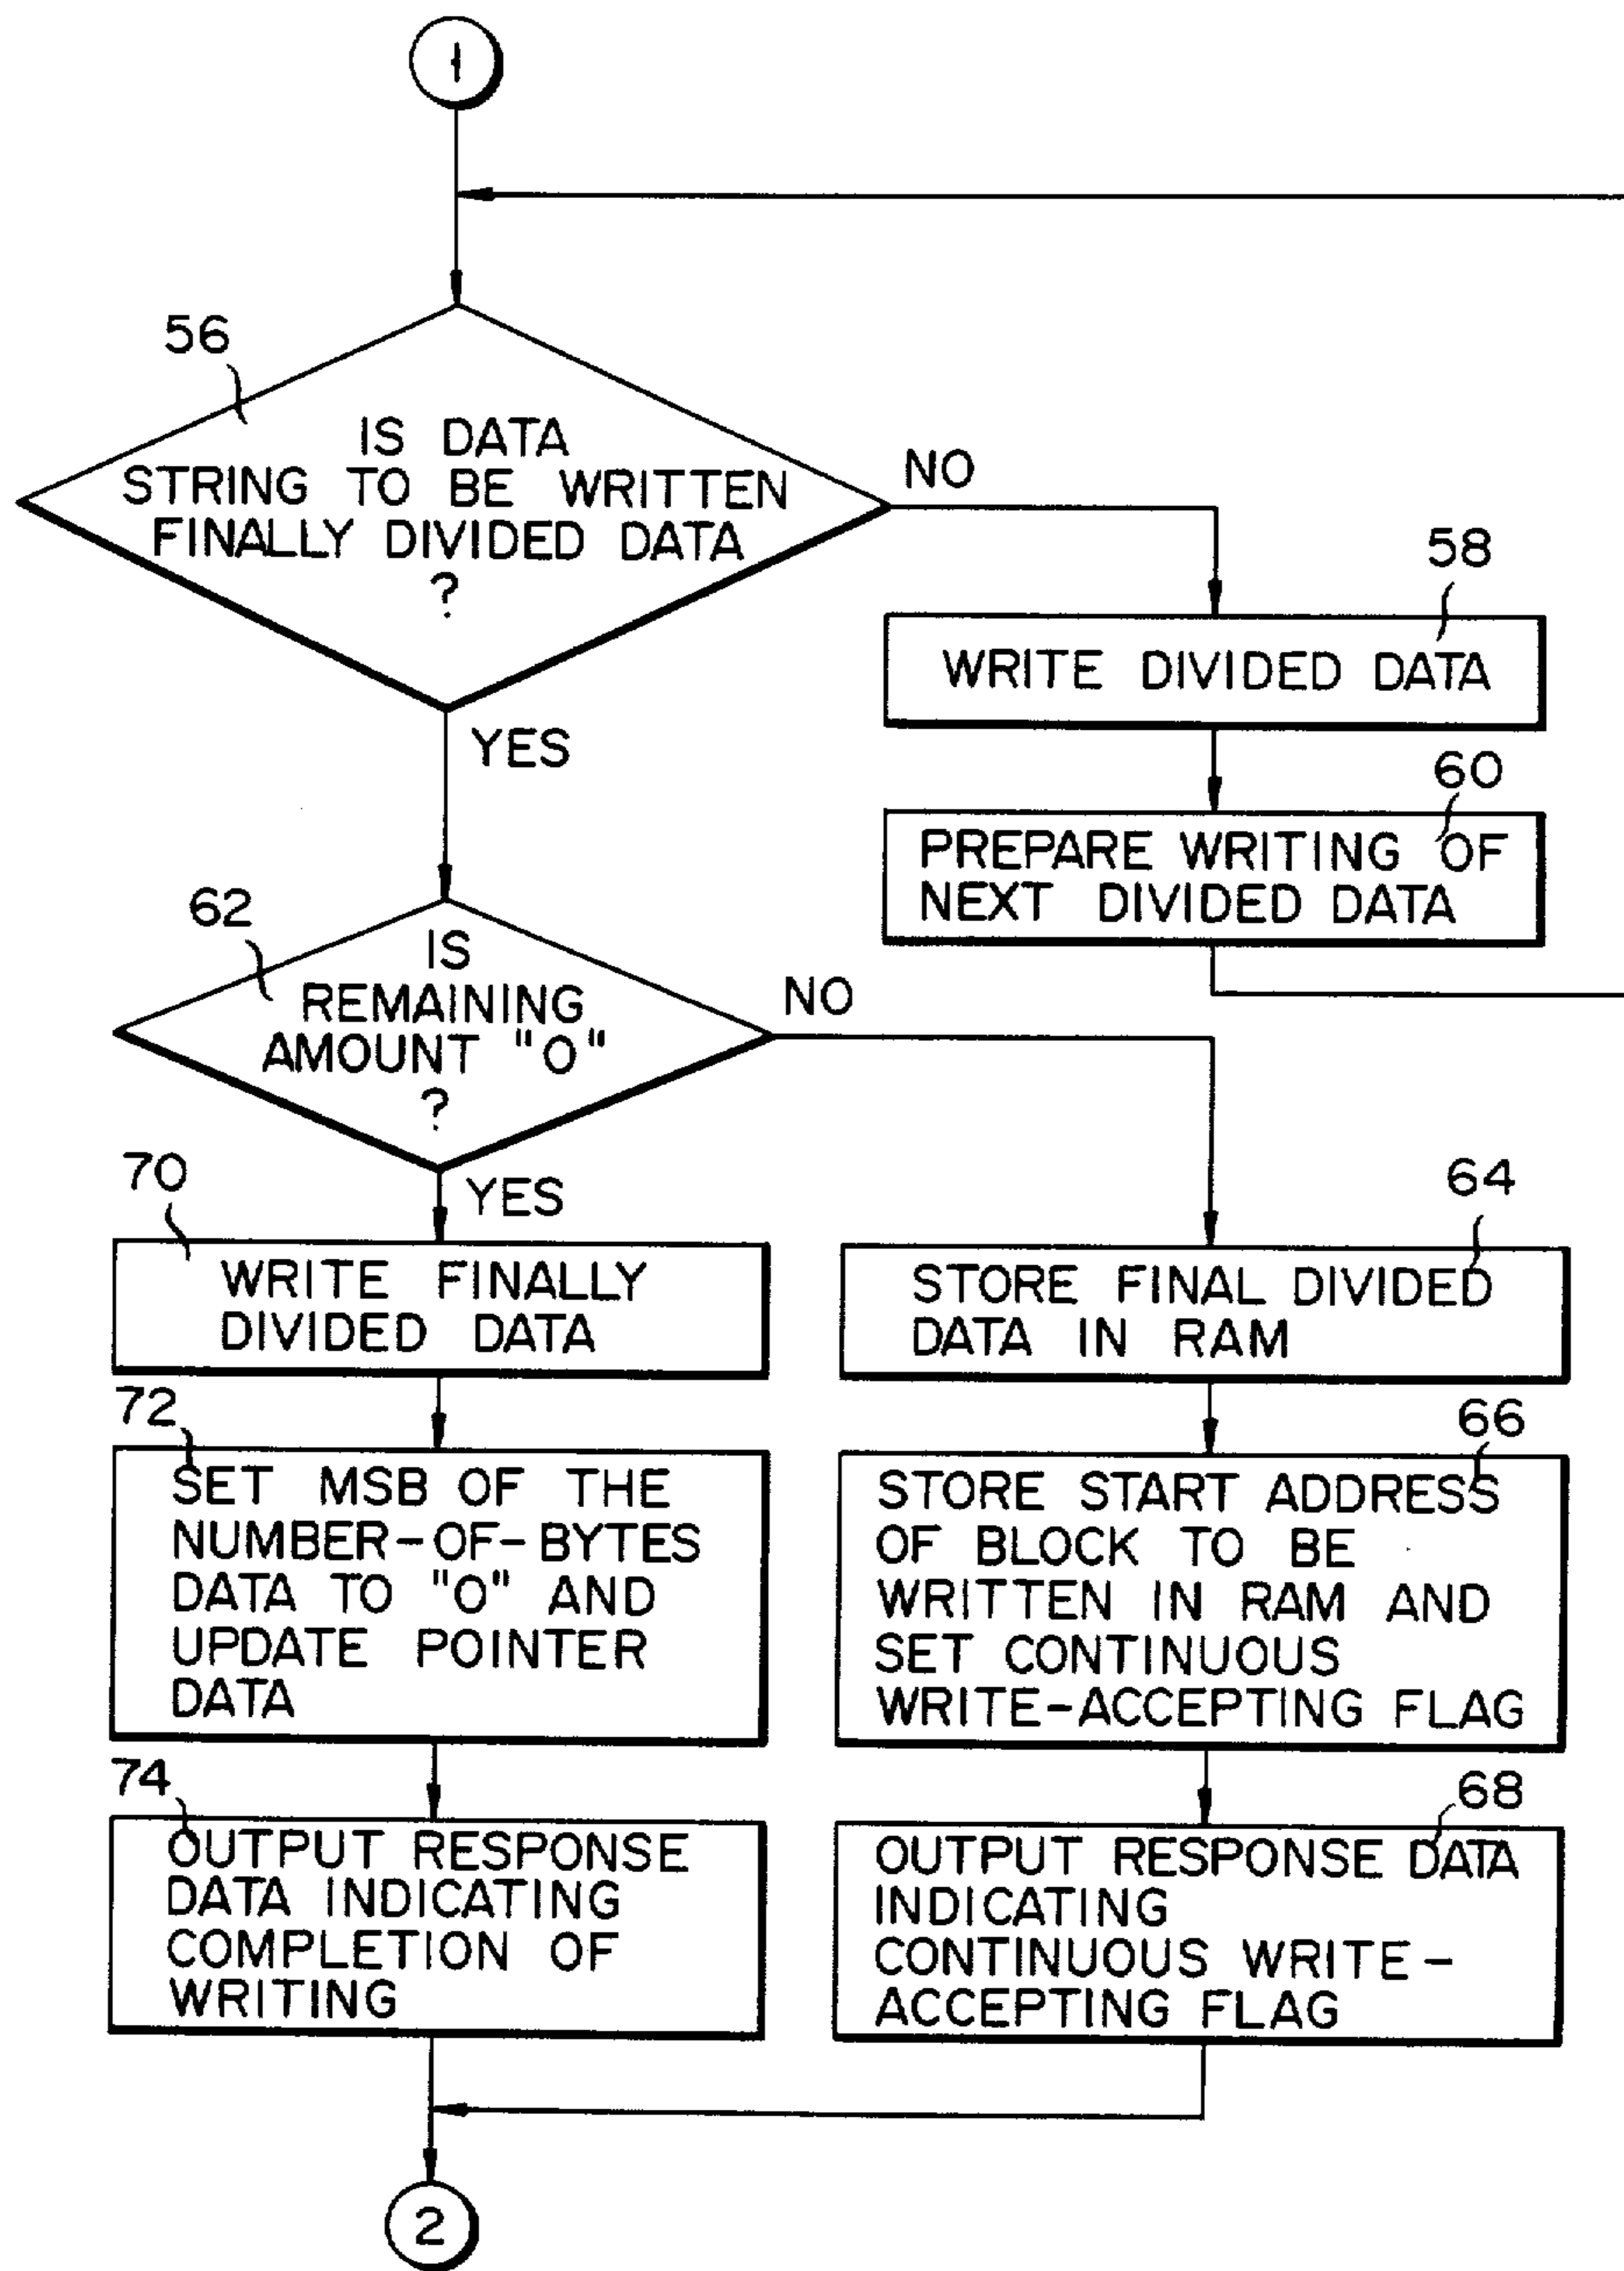 1
56
IS DATA
STRING TO BE WRITTEN
FINALLY DIVIDED DATA
?
NO
YES
58
WRITE DIVIDED DATA
60
PREPARE WRITING OF
NEXT DIVIDED DATA
62
IS
REMAINING
AMOUNT "0"
?
NO
YES
70
WRITE FINALLY
DIVIDED DATA
64
STORE FINAL DIVIDED
DATA IN RAM
72
SET MSB OF THE
NUMBER-OF-BYTES
DATA TO "0" AND
UPDATE POINTER
DATA
66
STORE START ADDRESS
OF BLOCK TO BE
WRITTEN IN RAM AND
SET CONTINUOUS
WRITE-ACCEPTING FLAG
74
OUTPUT RESPONSE
DATA INDICATING
COMPLETION OF
WRITING
68
OUTPUT RESPONSE DATA
INDICATING
CONTINUOUS WRITE-
ACCEPTING FLAG
2